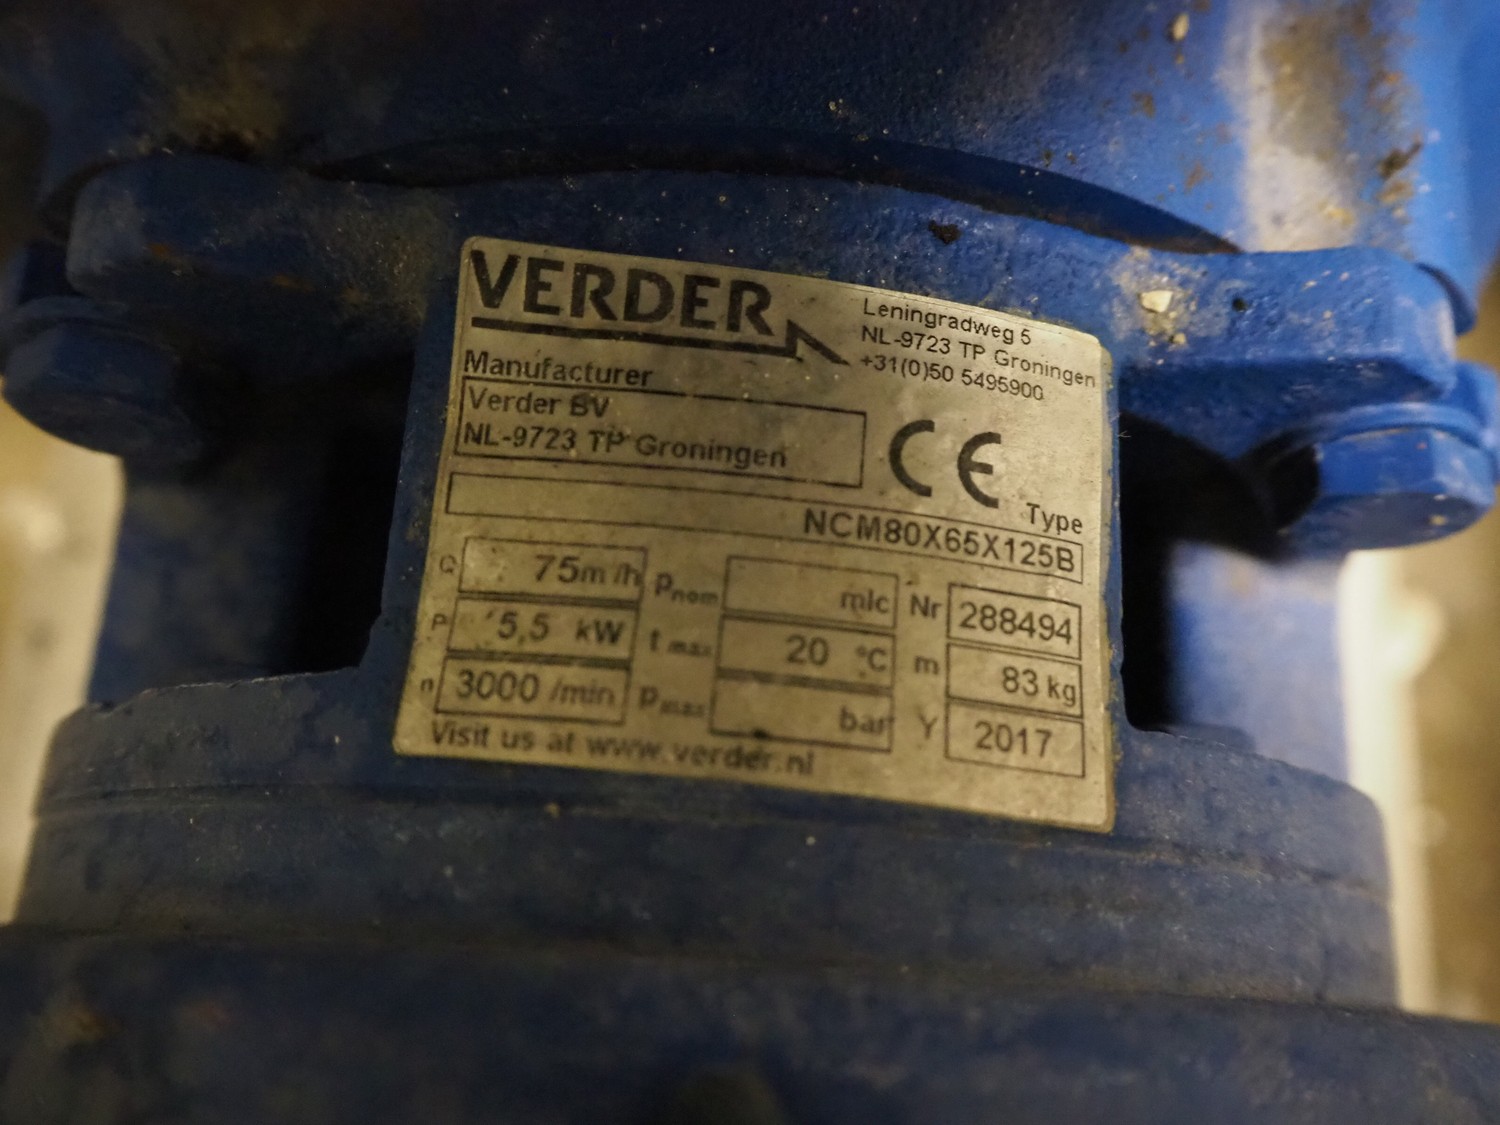 VERDER
Leningradweg 5
NL-9723 TP Groningen
+31(0)50 5495900
Manufacturer
Verder BV
NL-9723 TP Groningen
CE
Type
NCM80X65X125B
Q 75m/h Pnom mlc Nr 288494
P 5,5 kW t max 20 °C m 83 kg
n 3000 /min Pmax bar Y 2017
Visit us at www.verder.nl